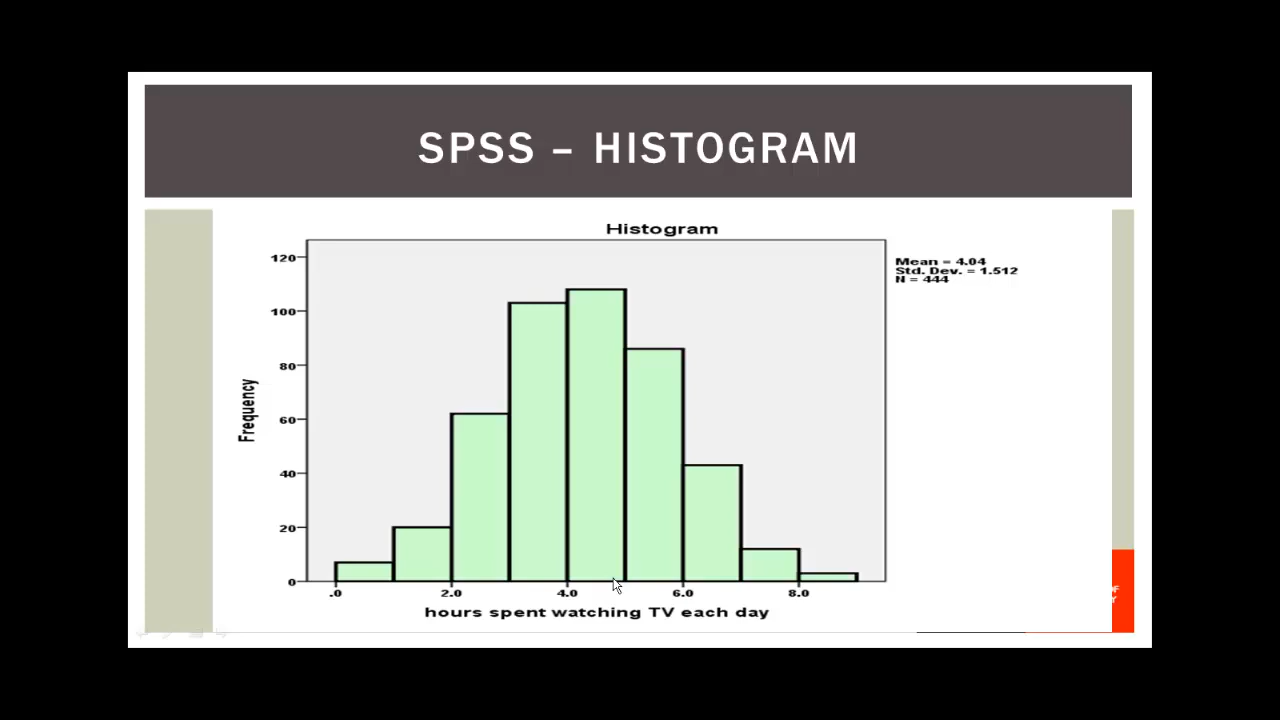 SPSS – HISTOGRAM
Histogram
Mean = 4.04
Std. Dev. = 1.512
N = 444
120
100
80
60
40
20
0
Frequency
.0 2.0 4.0 6.0 8.0
hours spent watching TV each day